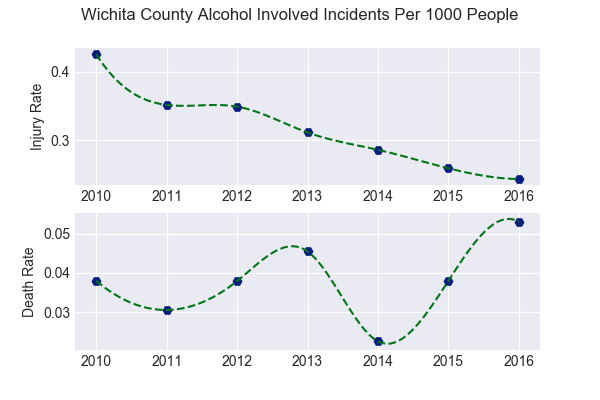 Wichita County Alcohol Involved Incidents Per 1000 People
Injury Rate
0.4
0.3
2010 2011 2012 2013 2014 2015 2016
Death Rate
0.05
0.04
0.03
2010 2011 2012 2013 2014 2015 2016